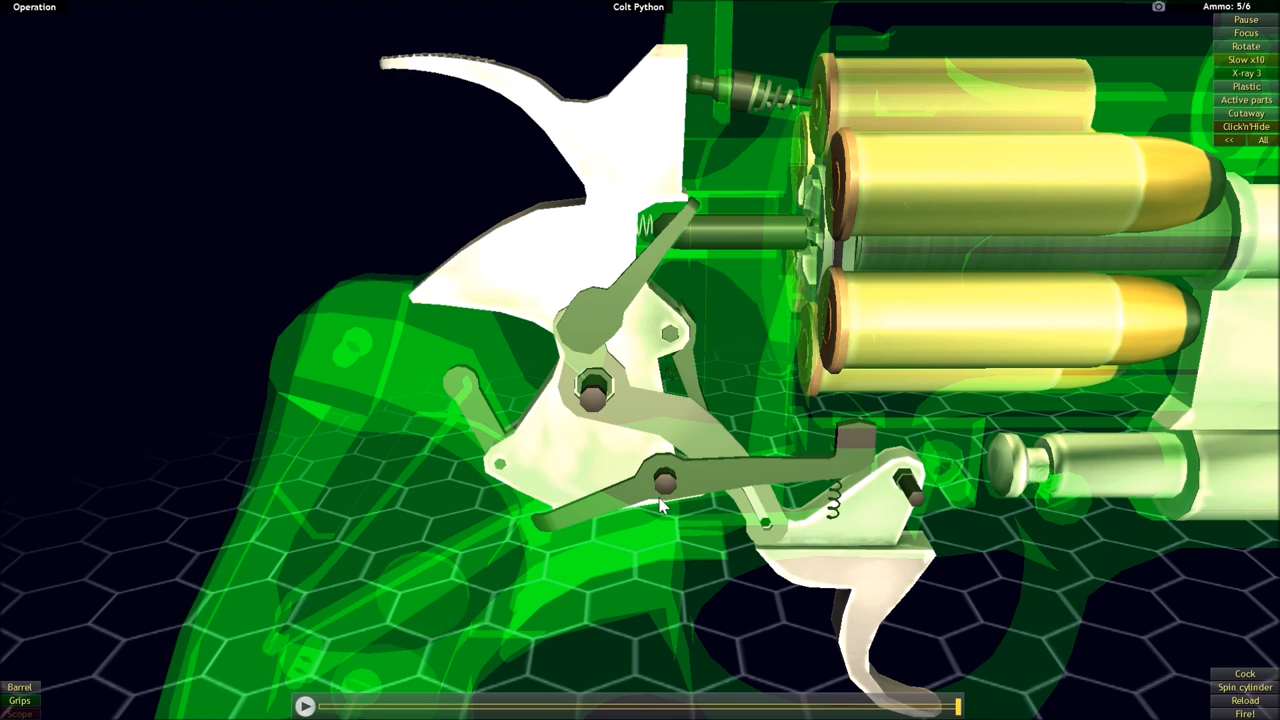 Operation
Colt Python
Ammo: 5/6
Pause
Focus
Rotate
Slow x10
X-ray 3
Plastic
Active parts
Cutaway
Click'n'Hide
<< All
Barrel
Grips
Scope
Cock
Spin cylinder
Reload
Fire!